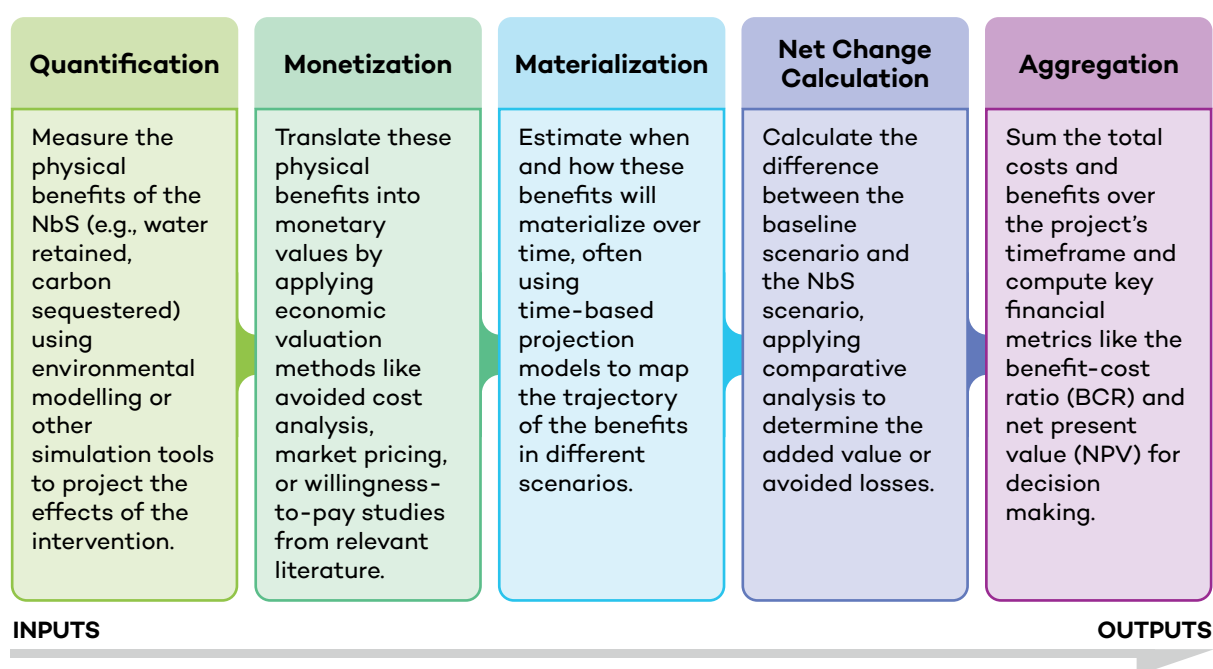 Quantification
Measure the
physical
benefits of the
NbS (e.g., water
retained,
carbon
sequestered)
using
environmental
modelling or
other
simulation tools
to project the
effects of the
intervention.
Monetization
Translate these
physical
benefits into
monetary
values by
applying
economic
valuation
methods like
avoided cost
analysis,
market pricing,
or willingness-
to-pay studies
from relevant
literature.
Materialization
Estimate when
and how these
benefits will
materialize over
time, often
using
time-based
projection
models to map
the trajectory
of the benefits
in different
scenarios.
Net Change
Calculation
Calculate the
difference
between the
baseline
scenario and
the NbS
scenario,
applying
comparative
analysis to
determine the
added value or
avoided losses.
Aggregation
Sum the total
costs and
benefits over
the project’s
timeframe and
compute key
financial
metrics like the
benefit-cost
ratio (BCR) and
net present
value (NPV) for
decision
making.
INPUTS
OUTPUTS